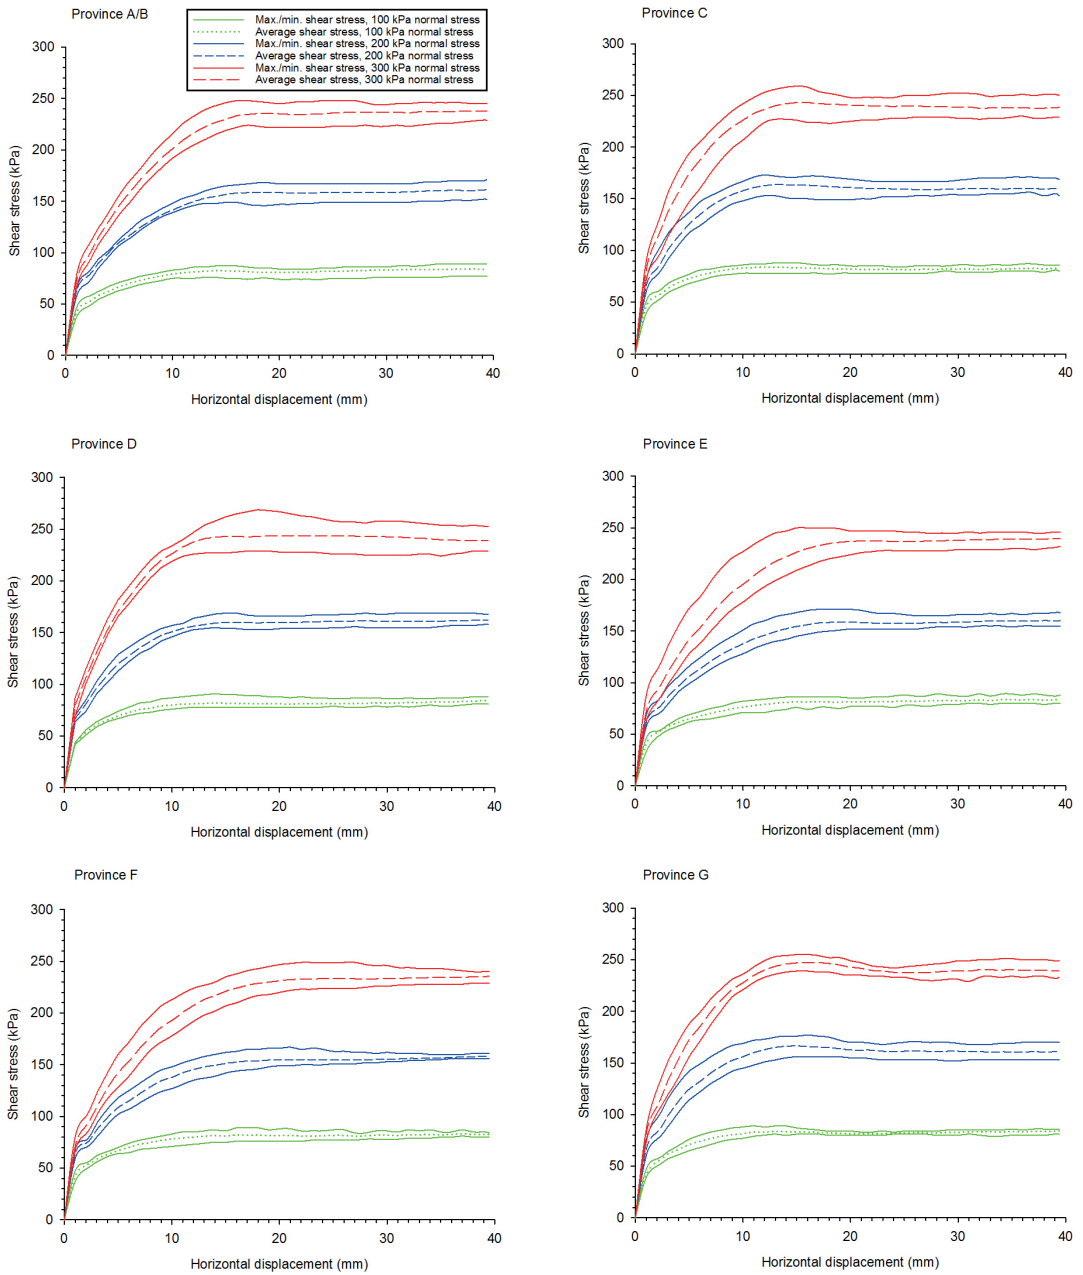 Province A/B
Max./min. shear stress, 100 kPa normal stress
Average shear stress, 100 kPa normal stress
Max./min. shear stress, 200 kPa normal stress
Average shear stress, 200 kPa normal stress
Max./min. shear stress, 300 kPa normal stress
Average shear stress, 300 kPa normal stress
300
250
200
150
100
50
0
Shear stress (kPa)
0 10 20 30 40
Horizontal displacement (mm)
Province C
300
250
200
150
100
50
0
Shear stress (kPa)
0 10 20 30 40
Horizontal displacement (mm)
Province D
300
250
200
150
100
50
0
Shear stress (kPa)
0 10 20 30 40
Horizontal displacement (mm)
Province E
300
250
200
150
100
50
0
Shear stress (kPa)
0 10 20 30 40
Horizontal displacement (mm)
Province F
300
250
200
150
100
50
0
Shear stress (kPa)
0 10 20 30 40
Horizontal displacement (mm)
Province G
300
250
200
150
100
50
0
Shear stress (kPa)
0 10 20 30 40
Horizontal displacement (mm)